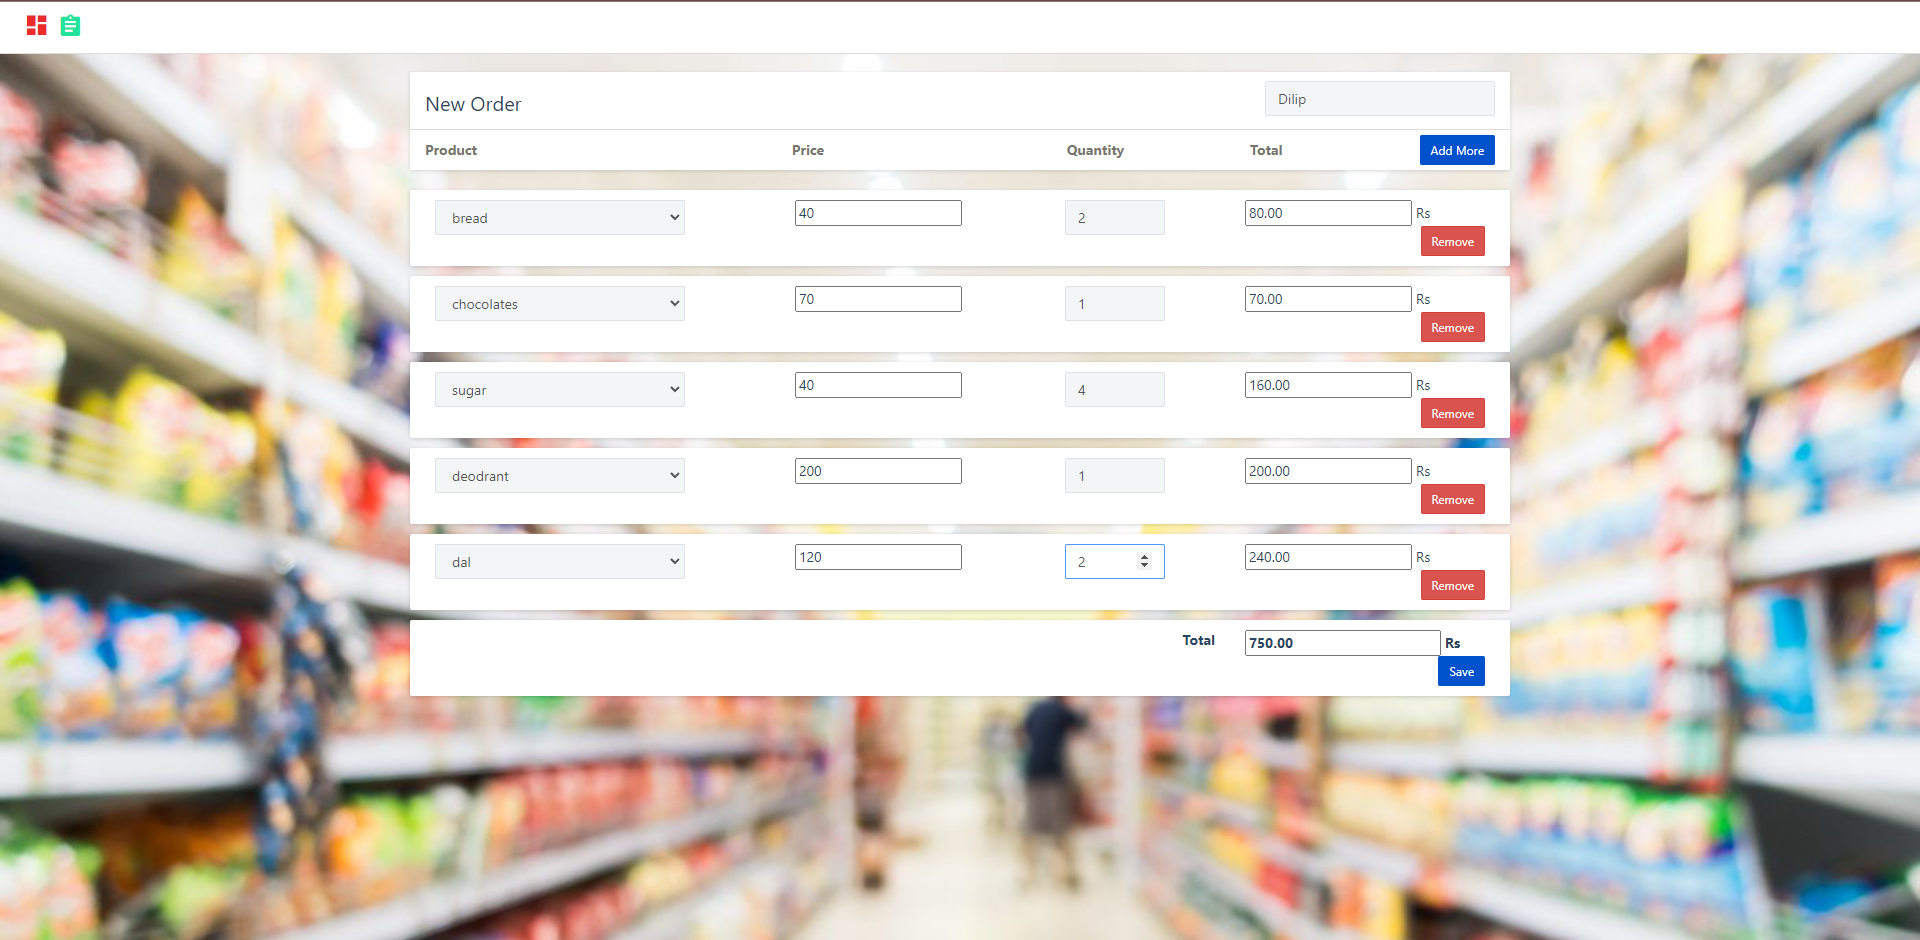 New Order Dilip
Product Price Quantity Total Add More
bread 40 2 80.00 Rs
Remove
chocolates 70 1 70.00 Rs
Remove
sugar 40 4 160.00 Rs
Remove
deodrant 200 1 200.00 Rs
Remove
dal 120 2 240.00 Rs
Remove
Total 750.00 Rs
Save